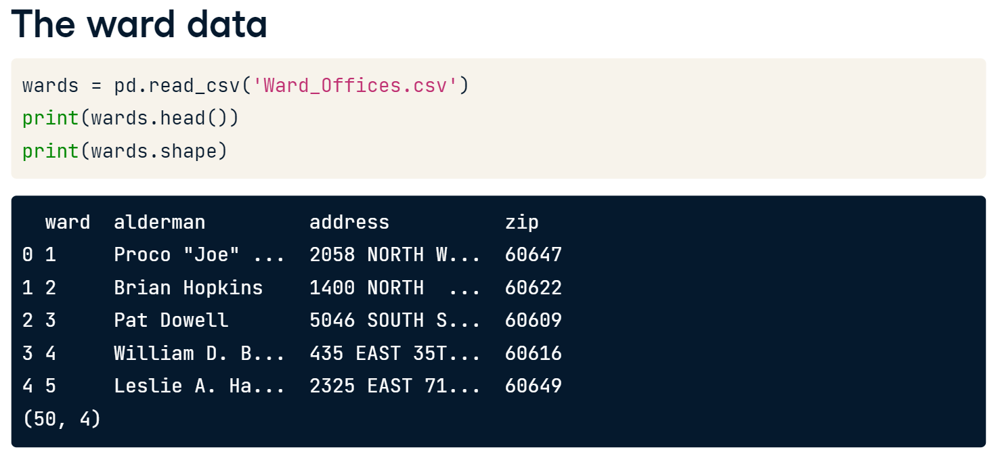 The ward data
wards = pd.read_csv('Ward_Offices.csv')
print(wards.head())
print(wards.shape)
  ward  alderman         address          zip
0 1     Proco "Joe" ...  2058 NORTH W...  60647
1 2     Brian Hopkins    1400 NORTH  ...  60622
2 3     Pat Dowell       5046 SOUTH S...  60609
3 4     William D. B...  435 EAST 35T...  60616
4 5     Leslie A. Ha...  2325 EAST 71...  60649
(50, 4)